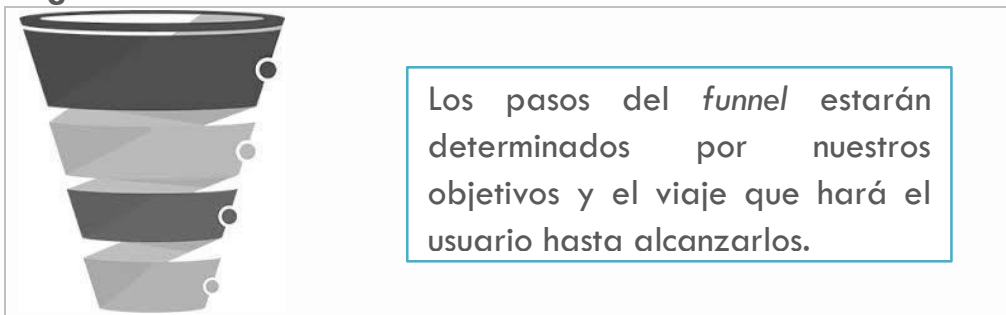 Los pasos del funnel estarán
determinados por nuestros
objetivos y el viaje que hará el
usuario hasta alcanzarlos.